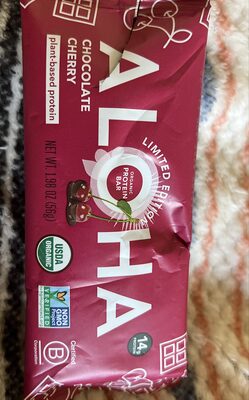 CHOCOLATE
CHERRY
plant-based protein
NET WT 1.98 OZ (56g)
ALOHA
LIMITED EDITION
ORGANIC
PROTEIN
BAR
USDA
ORGANIC
NON
GMO
Project
VERIFIED
Certified
B
Corporation
14g